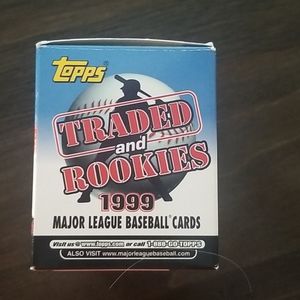 Topps®
TRADED
and
ROOKIES
1999
MAJOR LEAGUE BASEBALL® CARDS
Visit us @ www.topps.com or call 1-888-GO-TOPPS
ALSO VISIT www.majorleaguebaseball.com